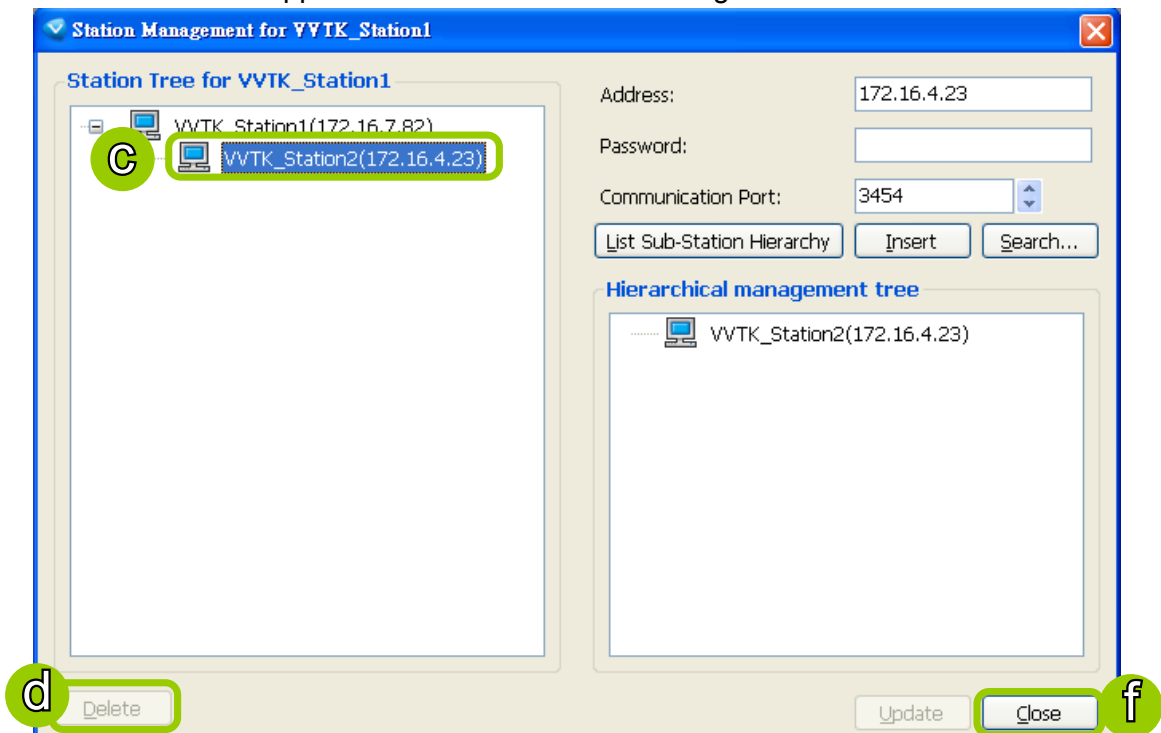 Station Management for VVTK_Station1
Station Tree for VVTK_Station1
VVTK_Station1(172.16.7.82)
c
VVTK_Station2(172.16.4.23)
Address: 172.16.4.23
Password:
Communication Port: 3454
List Sub-Station Hierarchy Insert Search...
Hierarchical management tree
VVTK_Station2(172.16.4.23)
d Delete
Update Close f